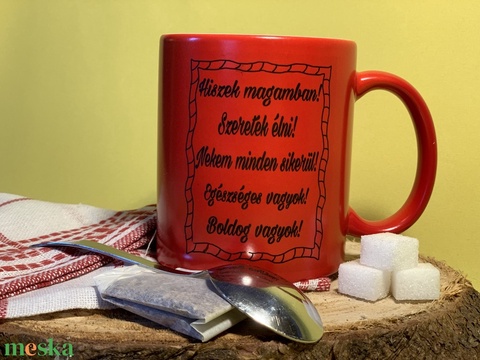 Hiszek magamban!
Szeretek élni!
Nekem minden sikerül!
Egészséges vagyok!
Boldog vagyok!
meska